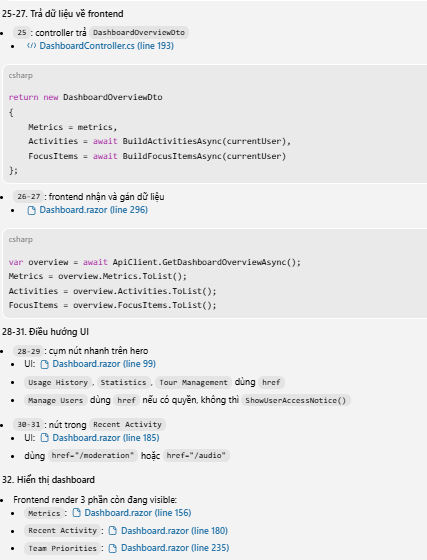 25-27. Trả dữ liệu về frontend
25 : controller trả DashboardOverviewDto
DashboardController.cs (line 193)
csharp
return new DashboardOverviewDto
{
    Metrics = metrics,
    Activities = await BuildActivitiesAsync(currentUser),
    FocusItems = await BuildFocusItemsAsync(currentUser)
};
26-27 : frontend nhận và gán dữ liệu
Dashboard.razor (line 296)
csharp
var overview = await ApiClient.GetDashboardOverviewAsync();
Metrics = overview.Metrics.ToList();
Activities = overview.Activities.ToList();
FocusItems = overview.FocusItems.ToList();
28-31. Điều hướng UI
28-29 : cụm nút nhanh trên hero
UI: Dashboard.razor (line 99)
Usage History , Statistics , Tour Management dùng href
Manage Users dùng href nếu có quyền, không thì ShowUserAccessNotice()
30-31 : nút trong Recent Activity
UI: Dashboard.razor (line 185)
dùng href="/moderation" hoặc href="/audio"
32. Hiển thị dashboard
Frontend render 3 phần còn đang visible:
Metrics : Dashboard.razor (line 156)
Recent Activity : Dashboard.razor (line 180)
Team Priorities : Dashboard.razor (line 235)